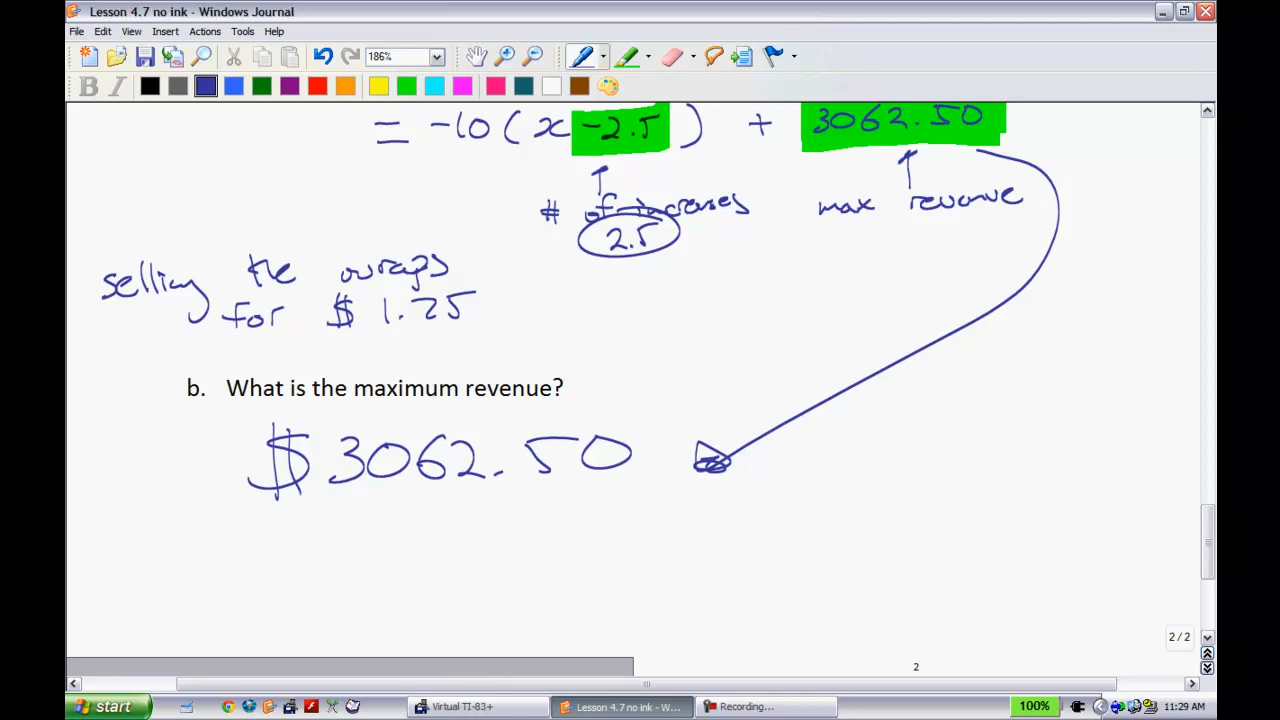 Lesson 4.7 no ink - Windows Journal
File Edit View Insert Actions Tools Help
186%
B I
= -10 ( x -2.5 ) + 3062.50
# of increases max revenue
2.5
selling the wraps
for $ 1.25
b. What is the maximum revenue?
$ 3062.50
2/2
2
start Virtual TI-83+ Lesson 4.7 no ink - W... Recording... 100% 11:29 AM